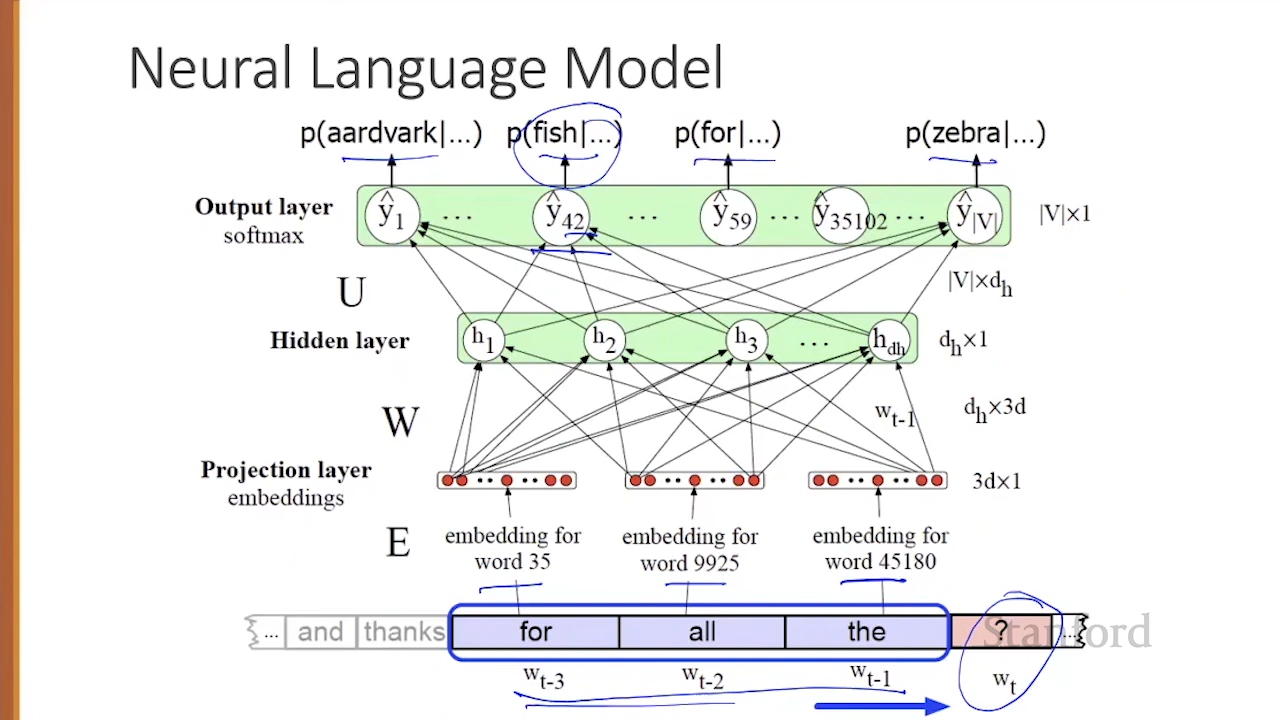 Neural Language Model
p(aardvark|...) p(fish|...) p(for|...) p(zebra|...)
Output layer
softmax
ŷ1 ... ŷ42 ... ŷ59 ... ŷ35102 ... ŷ|V|
|V|×1
U
|V|×dh
Hidden layer
h1 h2 h3 ... hdh
dh×1
W
wt-1
dh×3d
Projection layer
embeddings
3d×1
E
embedding for
word 35
embedding for
word 9925
embedding for
word 45180
... and thanks for all the ? ...
Stanford
wt-3 wt-2 wt-1 wt